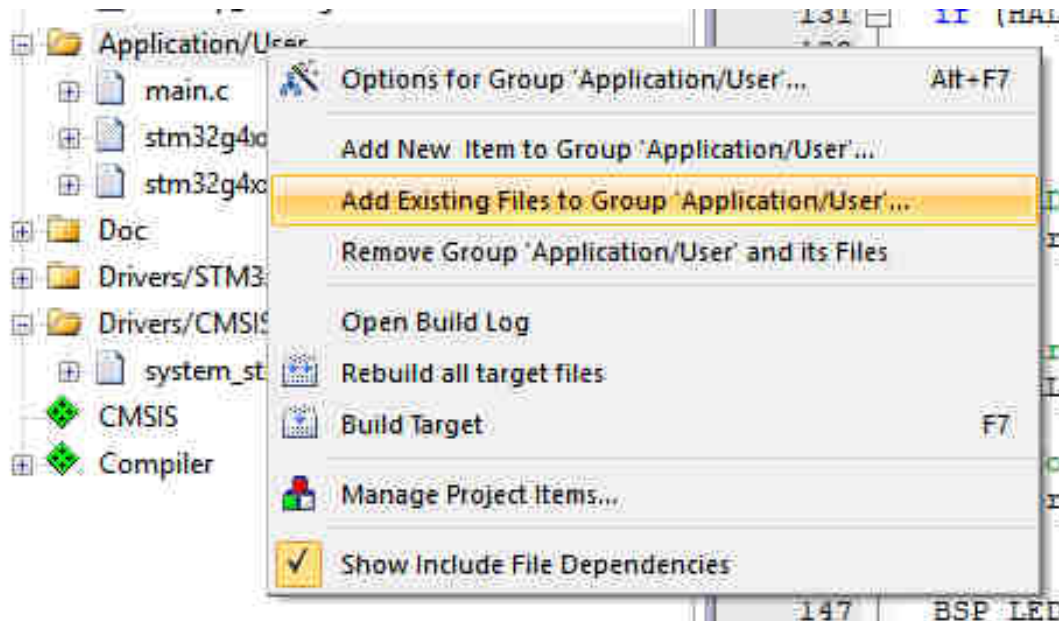 Application/User
main.c
stm32g4x
stm32g4x
Doc
Drivers/STM3
Drivers/CMSIS
system_st
CMSIS
Compiler
Options for Group 'Application/User'... Alt+F7
Add New Item to Group 'Application/User'...
Add Existing Files to Group 'Application/User'...
Remove Group 'Application/User' and its Files
Open Build Log
Rebuild all target files
Build Target F7
Manage Project Items...
Show Include File Dependencies
131 if (HAL
147 BSP_LED